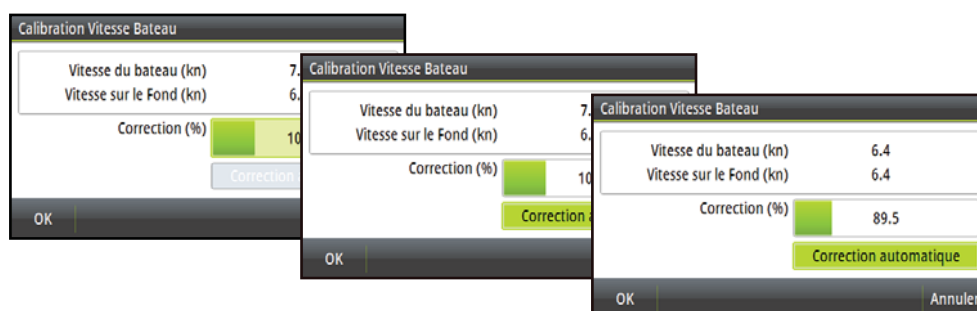 Calibration Vitesse Bateau
Vitesse du bateau (kn) 7.
Vitesse sur le Fond (kn) 6.
Correction (%) 10
Correction
OK
Calibration Vitesse Bateau
Vitesse du bateau (kn) 7.
Vitesse sur le Fond (kn) 6.
Correction (%) 10
Correction a
OK
Calibration Vitesse Bateau
Vitesse du bateau (kn) 6.4
Vitesse sur le Fond (kn) 6.4
Correction (%) 89.5
Correction automatique
OK Annuler